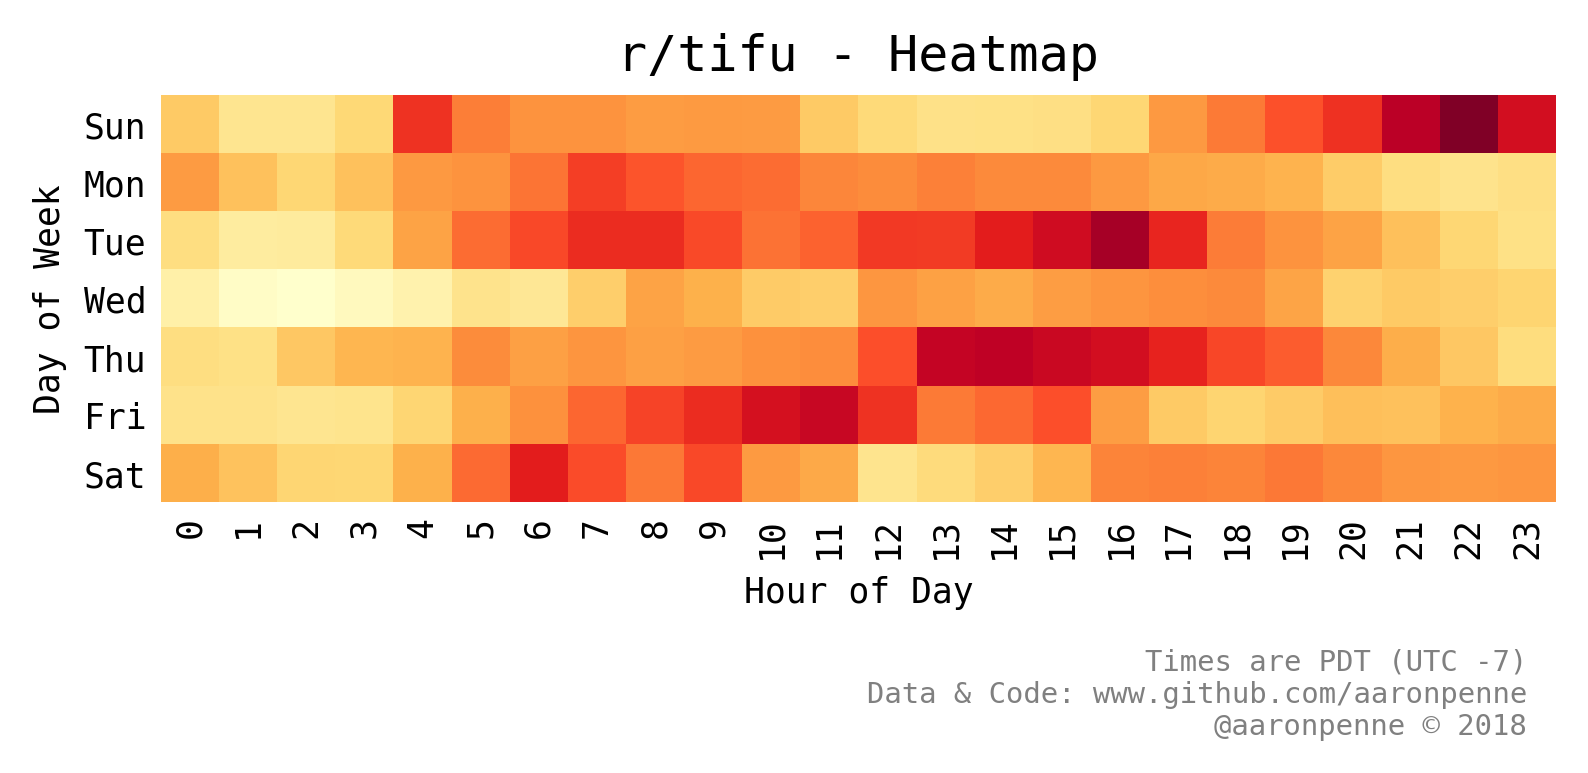 r/tifu - Heatmap
Day of Week
Sun
Mon
Tue
Wed
Thu
Fri
Sat
0 1 2 3 4 5 6 7 8 9 10 11 12 13 14 15 16 17 18 19 20 21 22 23
Hour of Day
Times are PDT (UTC -7)
Data & Code: www.github.com/aaronpenne
@aaronpenne © 2018